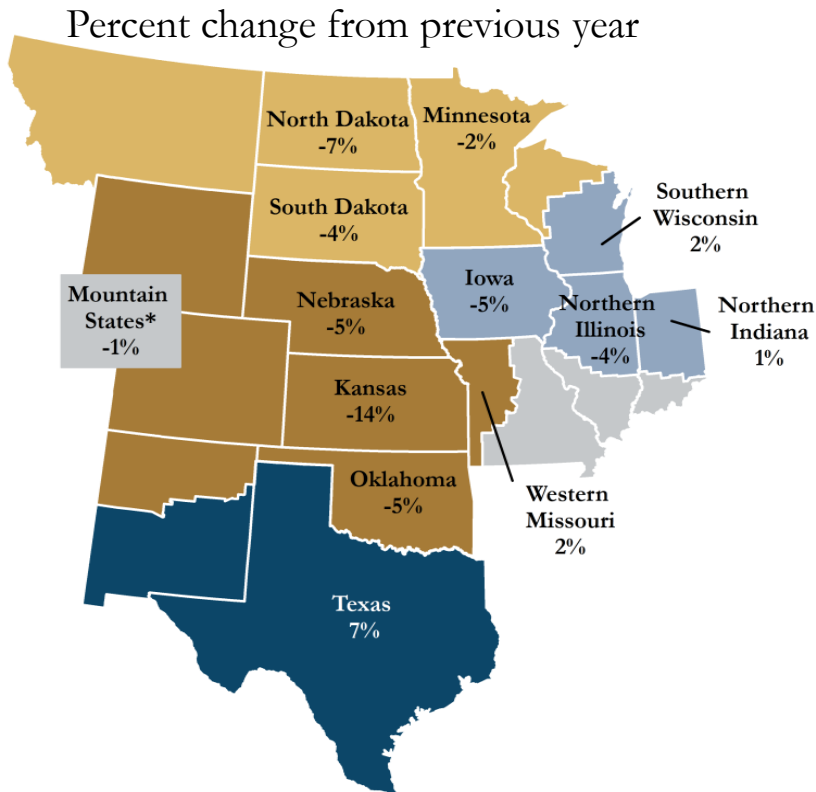 Percent change from previous year
North Dakota
-7%
Minnesota
-2%
South Dakota
-4%
Southern
Wisconsin
2%
Mountain
States*
-1%
Nebraska
-5%
Iowa
-5%
Northern
Illinois
-4%
Northern
Indiana
1%
Kansas
-14%
Oklahoma
-5%
Western
Missouri
2%
Texas
7%